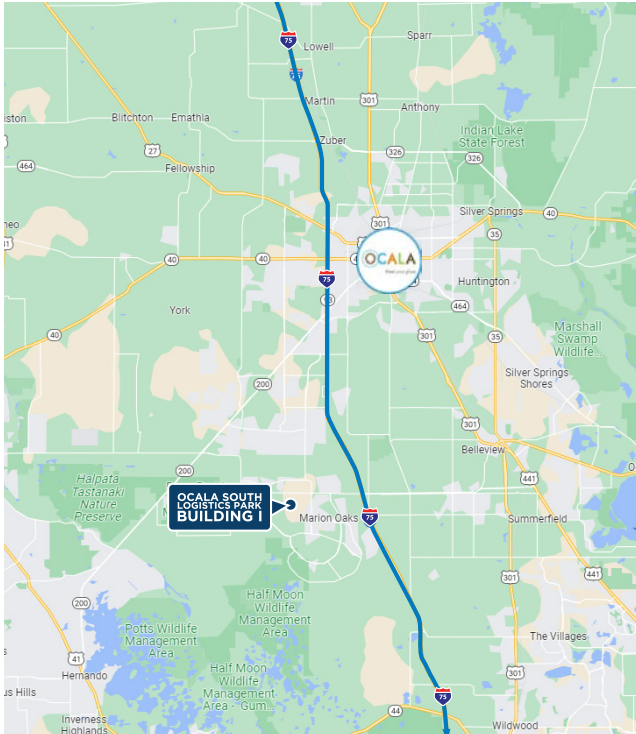 75
Lowell
Sparr
Martin
301
Anthony
Blitchton
Emathia
Zuber
27
326
Indian Lake
State Forest
326
464
Fellowship
301
Silver Springs
40
35
40
40
OCALA
Huntington
75
464
York
40
301
35
Marshall
Swamp
Wildlife...
Silver Springs
Shores
200
301
Belleview
200
441
Halpata
Tastanaki
Nature
Preserve
OCALA SOUTH
LOGISTICS PARK
BUILDING I
Marion Oaks
75
Summerfield
301
441
200
Half Moon
Wildlife
Management
Area
Potts Wildlife
Management
Area
The Villages
41
Hernando
Half Moon
Wildlife
Management
Area - Gum...
301
us Hills
75
44
Inverness
Highlands
Wildwood